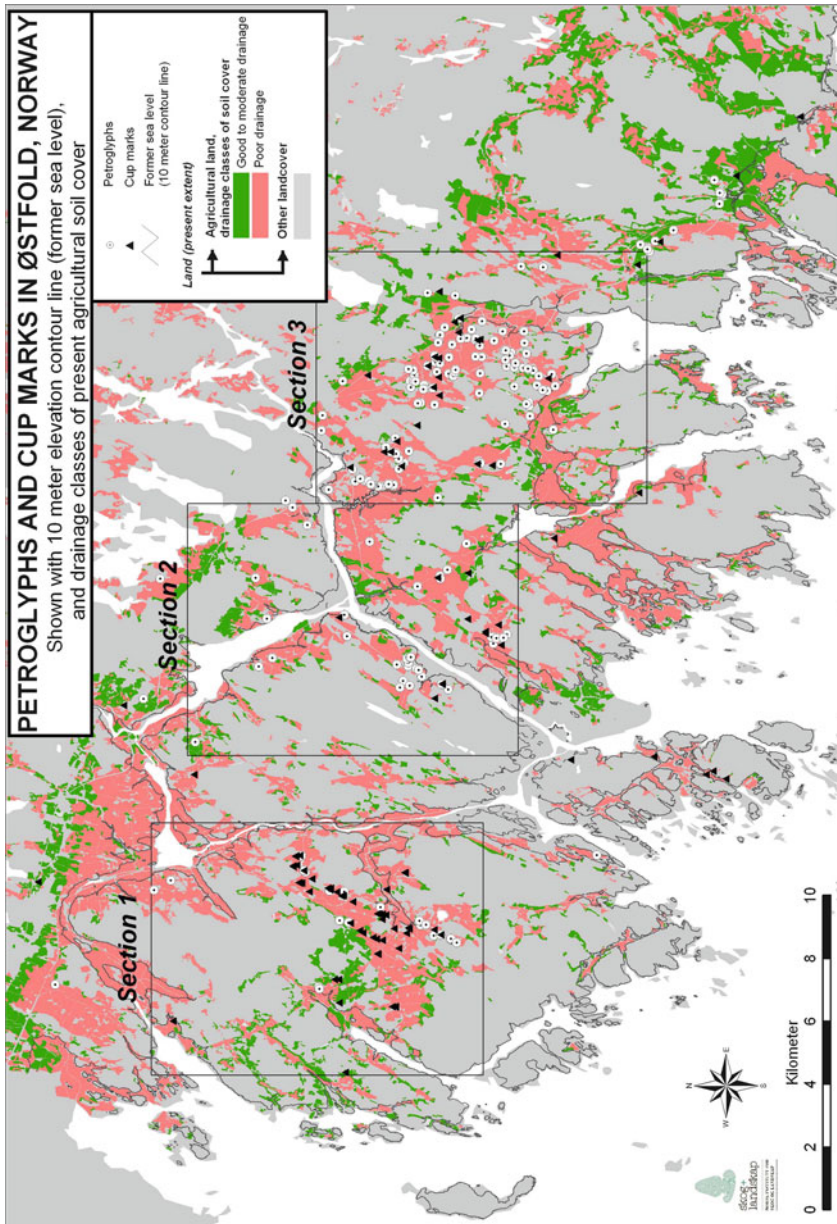 PETROGLYPHS AND CUP MARKS IN ØSTFOLD, NORWAY
Shown with 10 meter elevation contour line (former sea level),
and drainage classes of present agricultural soil cover
Petroglyphs
Cup marks
Former sea level
(10 meter contour line)
Land (present extent)
Agricultural land,
drainage classes of soil cover
Good to moderate drainage
Poor drainage
Other landcover
Section 1
Section 2
Section 3
N
W
E
S
skog+
landskap
Kilometer
0 2 4 6 8 10